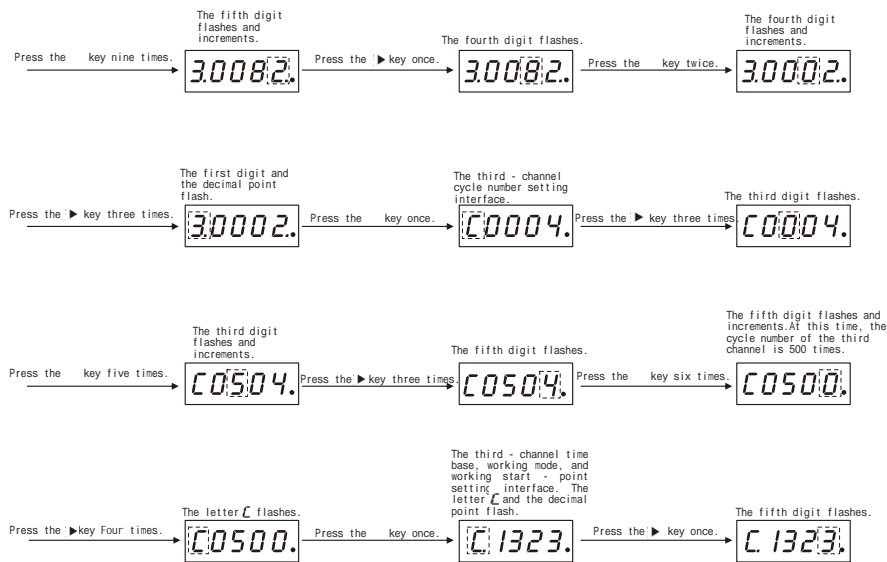 The fifth digit
flashes and
increments.
Press the key nine times.
3.0082.
Press the ▶ key once.
The fourth digit flashes.
3.0082.
Press the key twice.
The fourth digit
flashes and
increments.
3.0002.
Press the ▶ key three times.
The first digit and
the decimal point
flash.
3.0002.
Press the key once.
The third - channel
cycle number setting
interface.
C0004.
Press the ▶ key three times.
The third digit flashes.
C0004.
Press the key five times.
The third digit
flashes and
increments.
C0504.
Press the ▶ key three times.
The fifth digit flashes.
C0504.
Press the key six times.
The fifth digit flashes and
increments.At this time, the
cycle number of the third
channel is 500 times.
C0500.
Press the ▶key Four times.
The letter C flashes.
C0500.
Press the key once.
The third - channel time
base, working mode, and
working start - point
setting interface. The
letter C and the decimal
point flash.
C.1323.
Press the ▶ key once.
The fifth digit flashes.
C.1323.